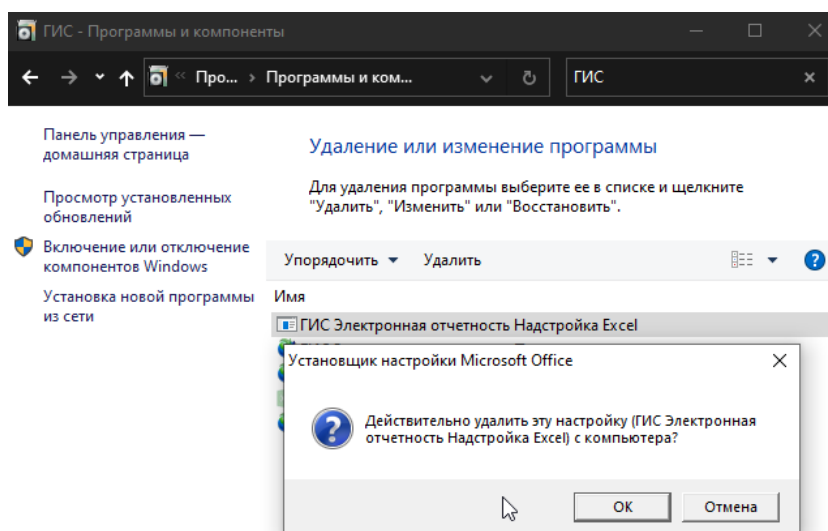 ГИС - Программы и компоненты
Про... Программы и ком...
ГИС
Панель управления —
домашняя страница
Просмотр установленных
обновлений
Включение или отключение
компонентов Windows
Установка новой программы
из сети
Удаление или изменение программы
Для удаления программы выберите ее в списке и щелкните
"Удалить", "Изменить" или "Восстановить".
Упорядочить Удалить
Имя
ГИС Электронная отчетность Надстройка Excel
Установщик настройки Microsoft Office
Действительно удалить эту настройку (ГИС Электронная
отчетность Надстройка Excel) с компьютера?
ОК Отмена